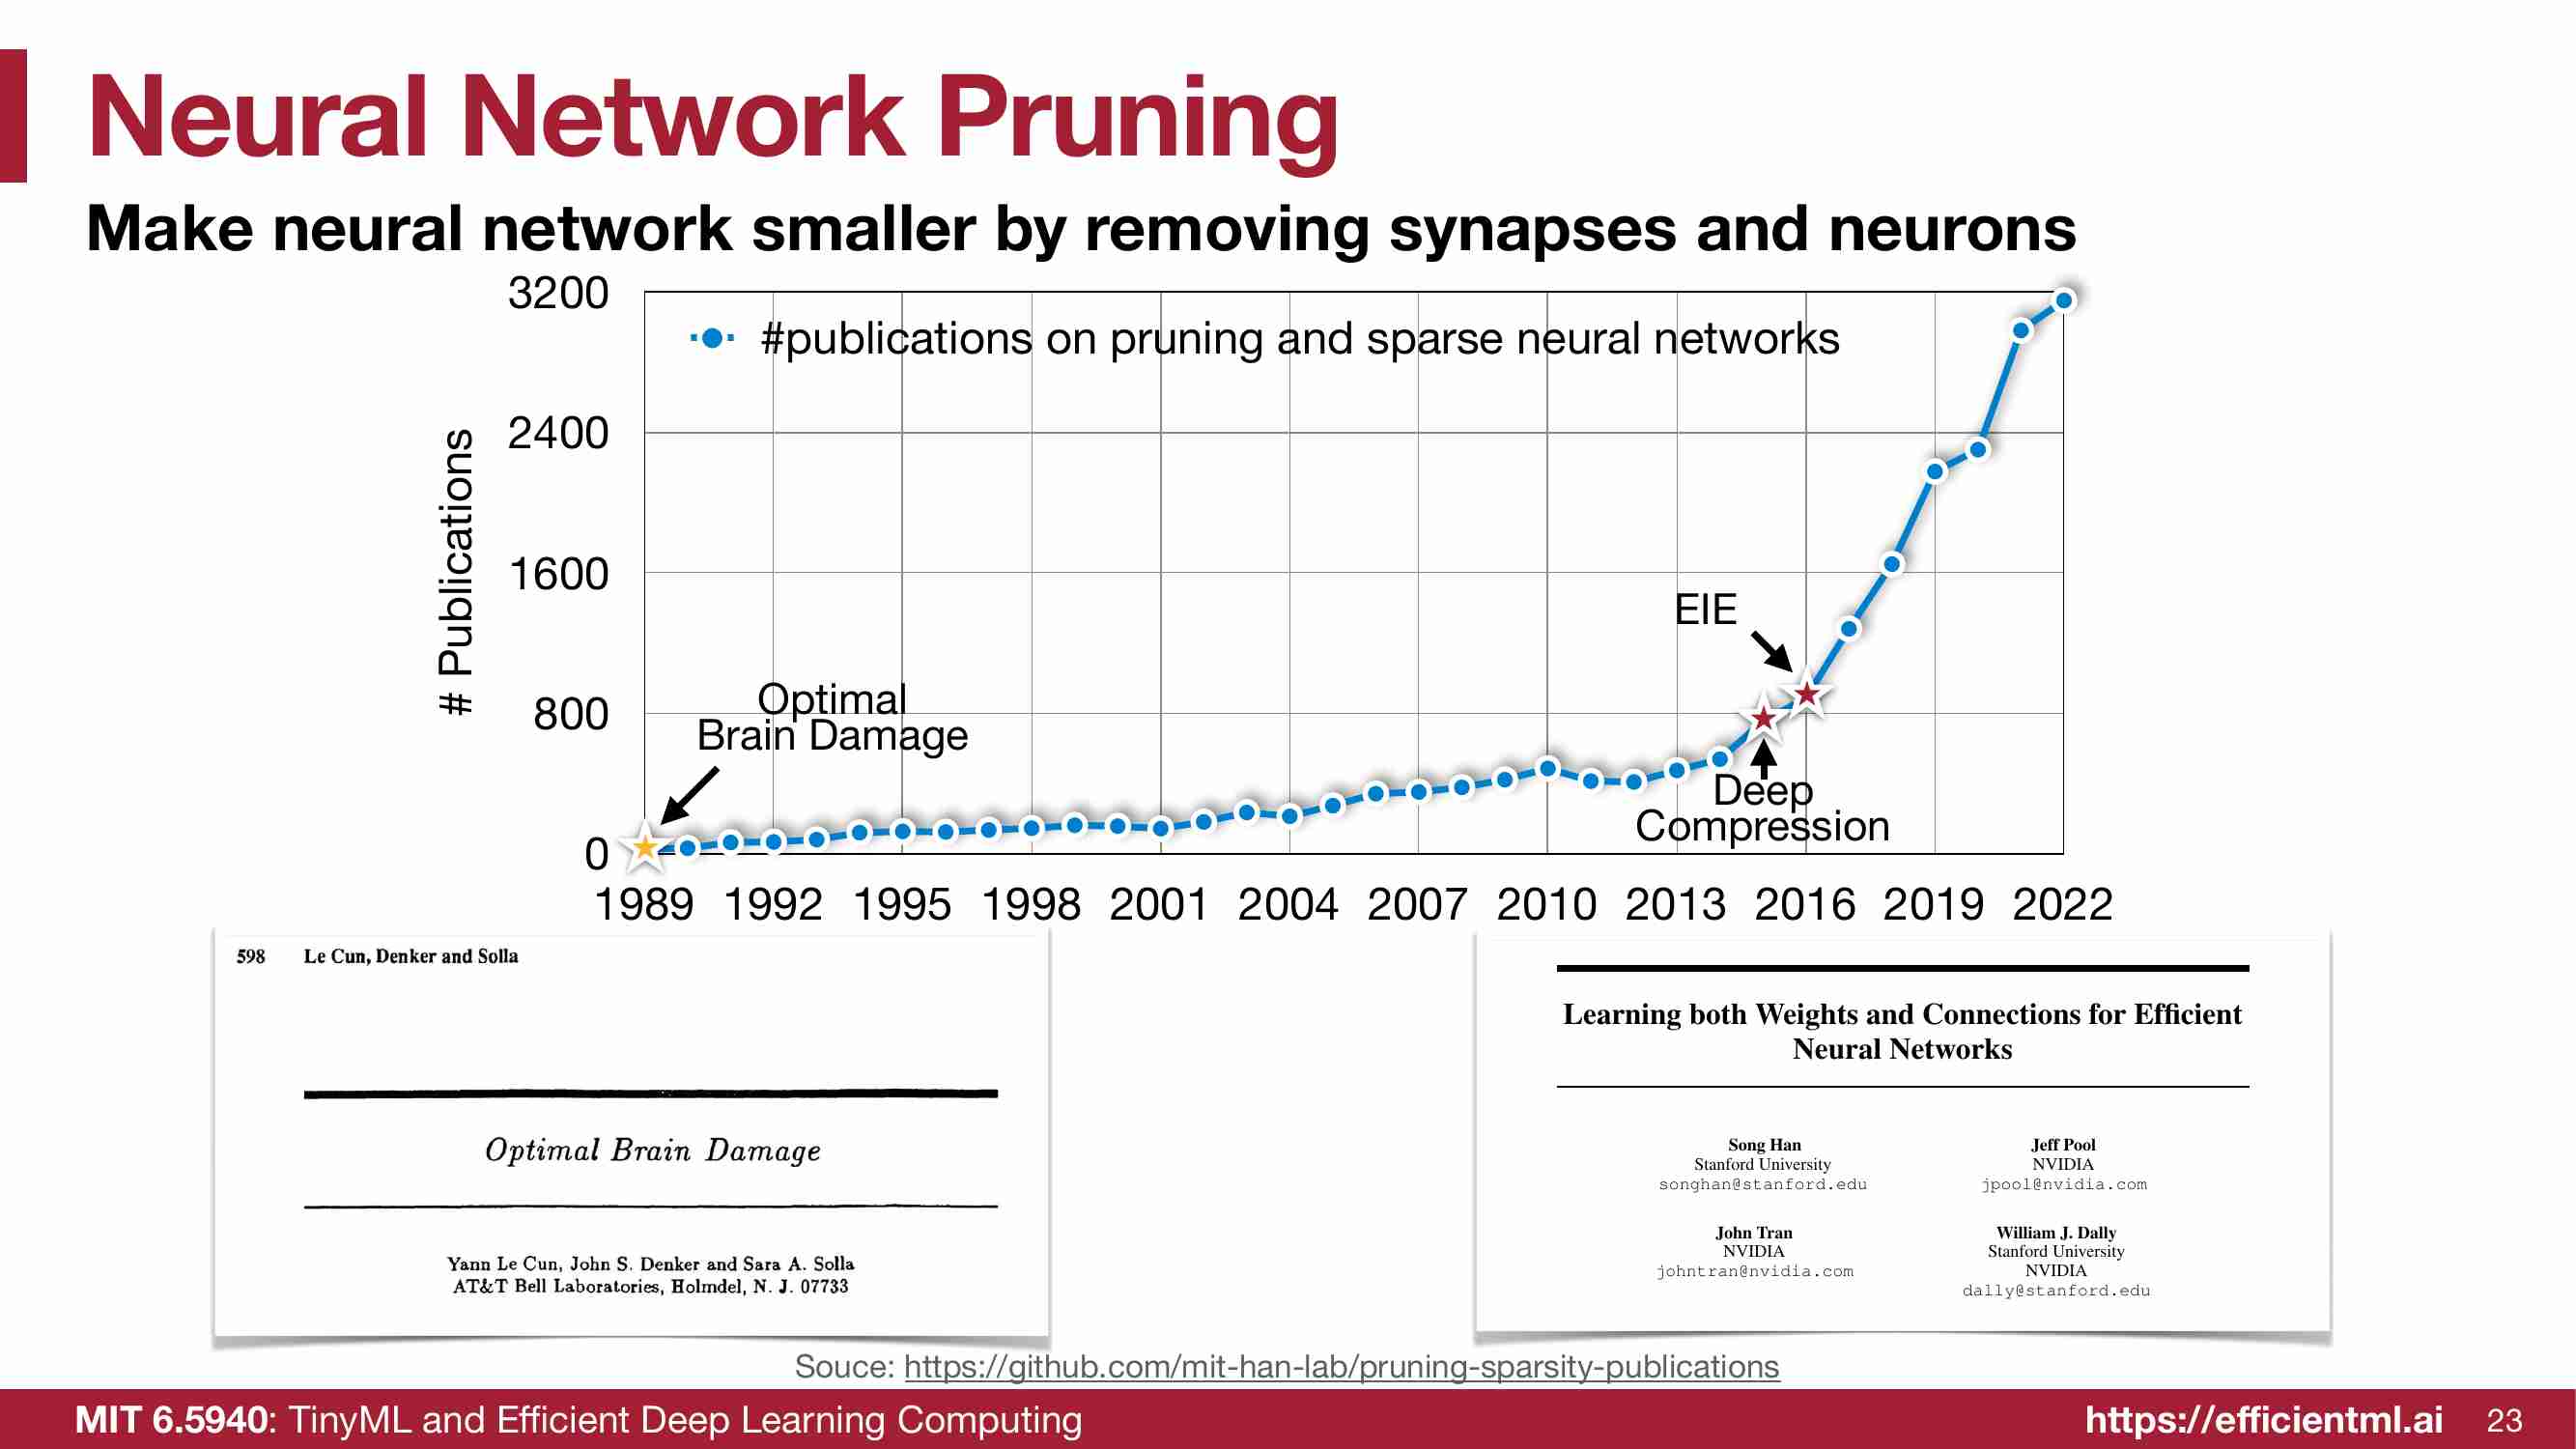 Neural Network Pruning
Make neural network smaller by removing synapses and neurons
3200
#publications on pruning and sparse neural networks
2400
# Publications
1600
EIE
Optimal
Brain Damage
800
Deep
Compression
0
1989 1992 1995 1998 2001 2004 2007 2010 2013 2016 2019 2022
598 Le Cun, Denker and Solla
Optimal Brain Damage
Yann Le Cun, John S. Denker and Sara A. Solla
AT&T Bell Laboratories, Holmdel, N. J. 07733
Learning both Weights and Connections for Efficient
Neural Networks
Song Han
Stanford University
songhan@stanford.edu
Jeff Pool
NVIDIA
jpool@nvidia.com
John Tran
NVIDIA
johntran@nvidia.com
William J. Dally
Stanford University
NVIDIA
dally@stanford.edu
Souce: https://github.com/mit-han-lab/pruning-sparsity-publications
MIT 6.5940: TinyML and Efficient Deep Learning Computing
https://efficientml.ai 23